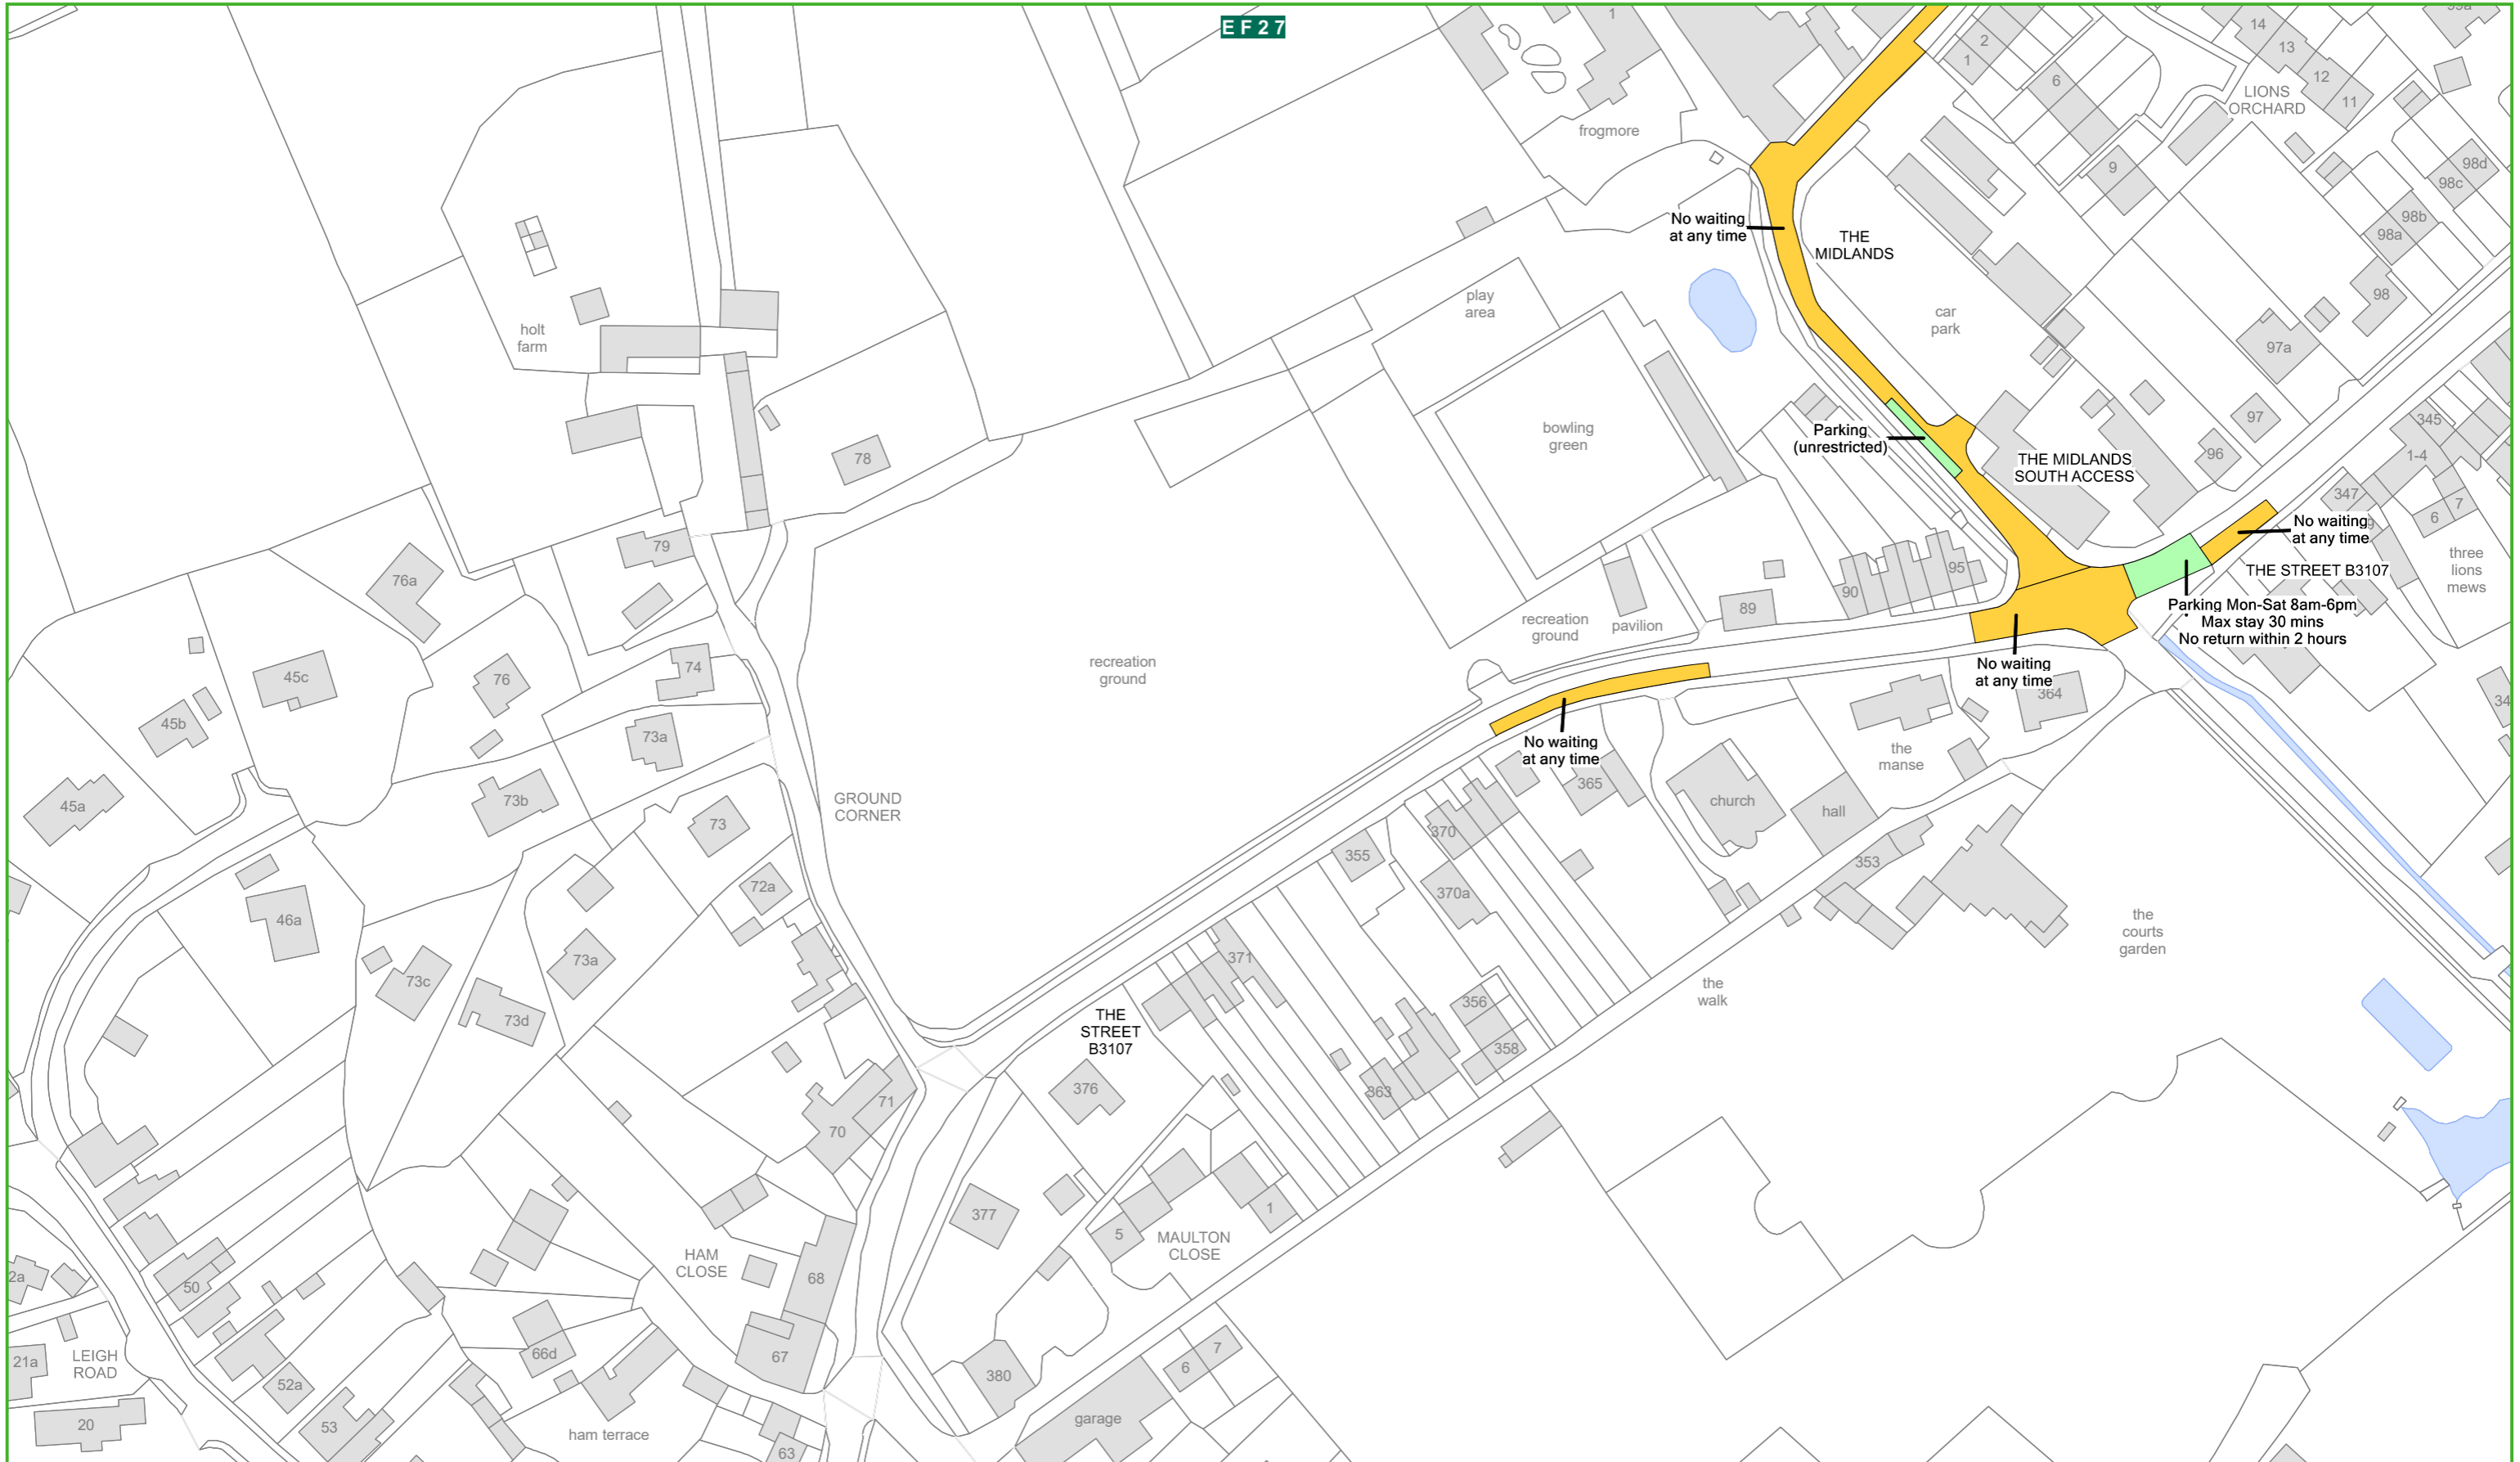 E F 2 7
1
2
1
6
14
13
12
11
LIONS
ORCHARD
frogmore
9
98d
98c
98b
98a
98
97a
No waiting
at any time
THE
MIDLANDS
play
area
car
park
holt
farm
bowling
green
Parking
(unrestricted)
THE MIDLANDS
SOUTH ACCESS
97
96
345
1-4
347
7
6
78
79
No waiting
at any time
THE STREET B3107
three
lions
mews
76a
95
90
89
Parking Mon-Sat 8am-6pm
Max stay 30 mins
No return within 2 hours
recreation
ground
pavilion
recreation
ground
74
76
45c
45b
73a
No waiting
at any time
364
No waiting
at any time
the
manse
365
church
hall
45a
73b
73
GROUND
CORNER
370
355
353
370a
72a
46a
73a
73c
73d
371
356
358
363
the
courts
garden
the
walk
THE
STREET
B3107
376
71
70
377
5
1
MAULTON
CLOSE
HAM
CLOSE
68
67
50
2a
21a
LEIGH
ROAD
52a
66d
20
53
ham terrace
63
380
garage
6
7